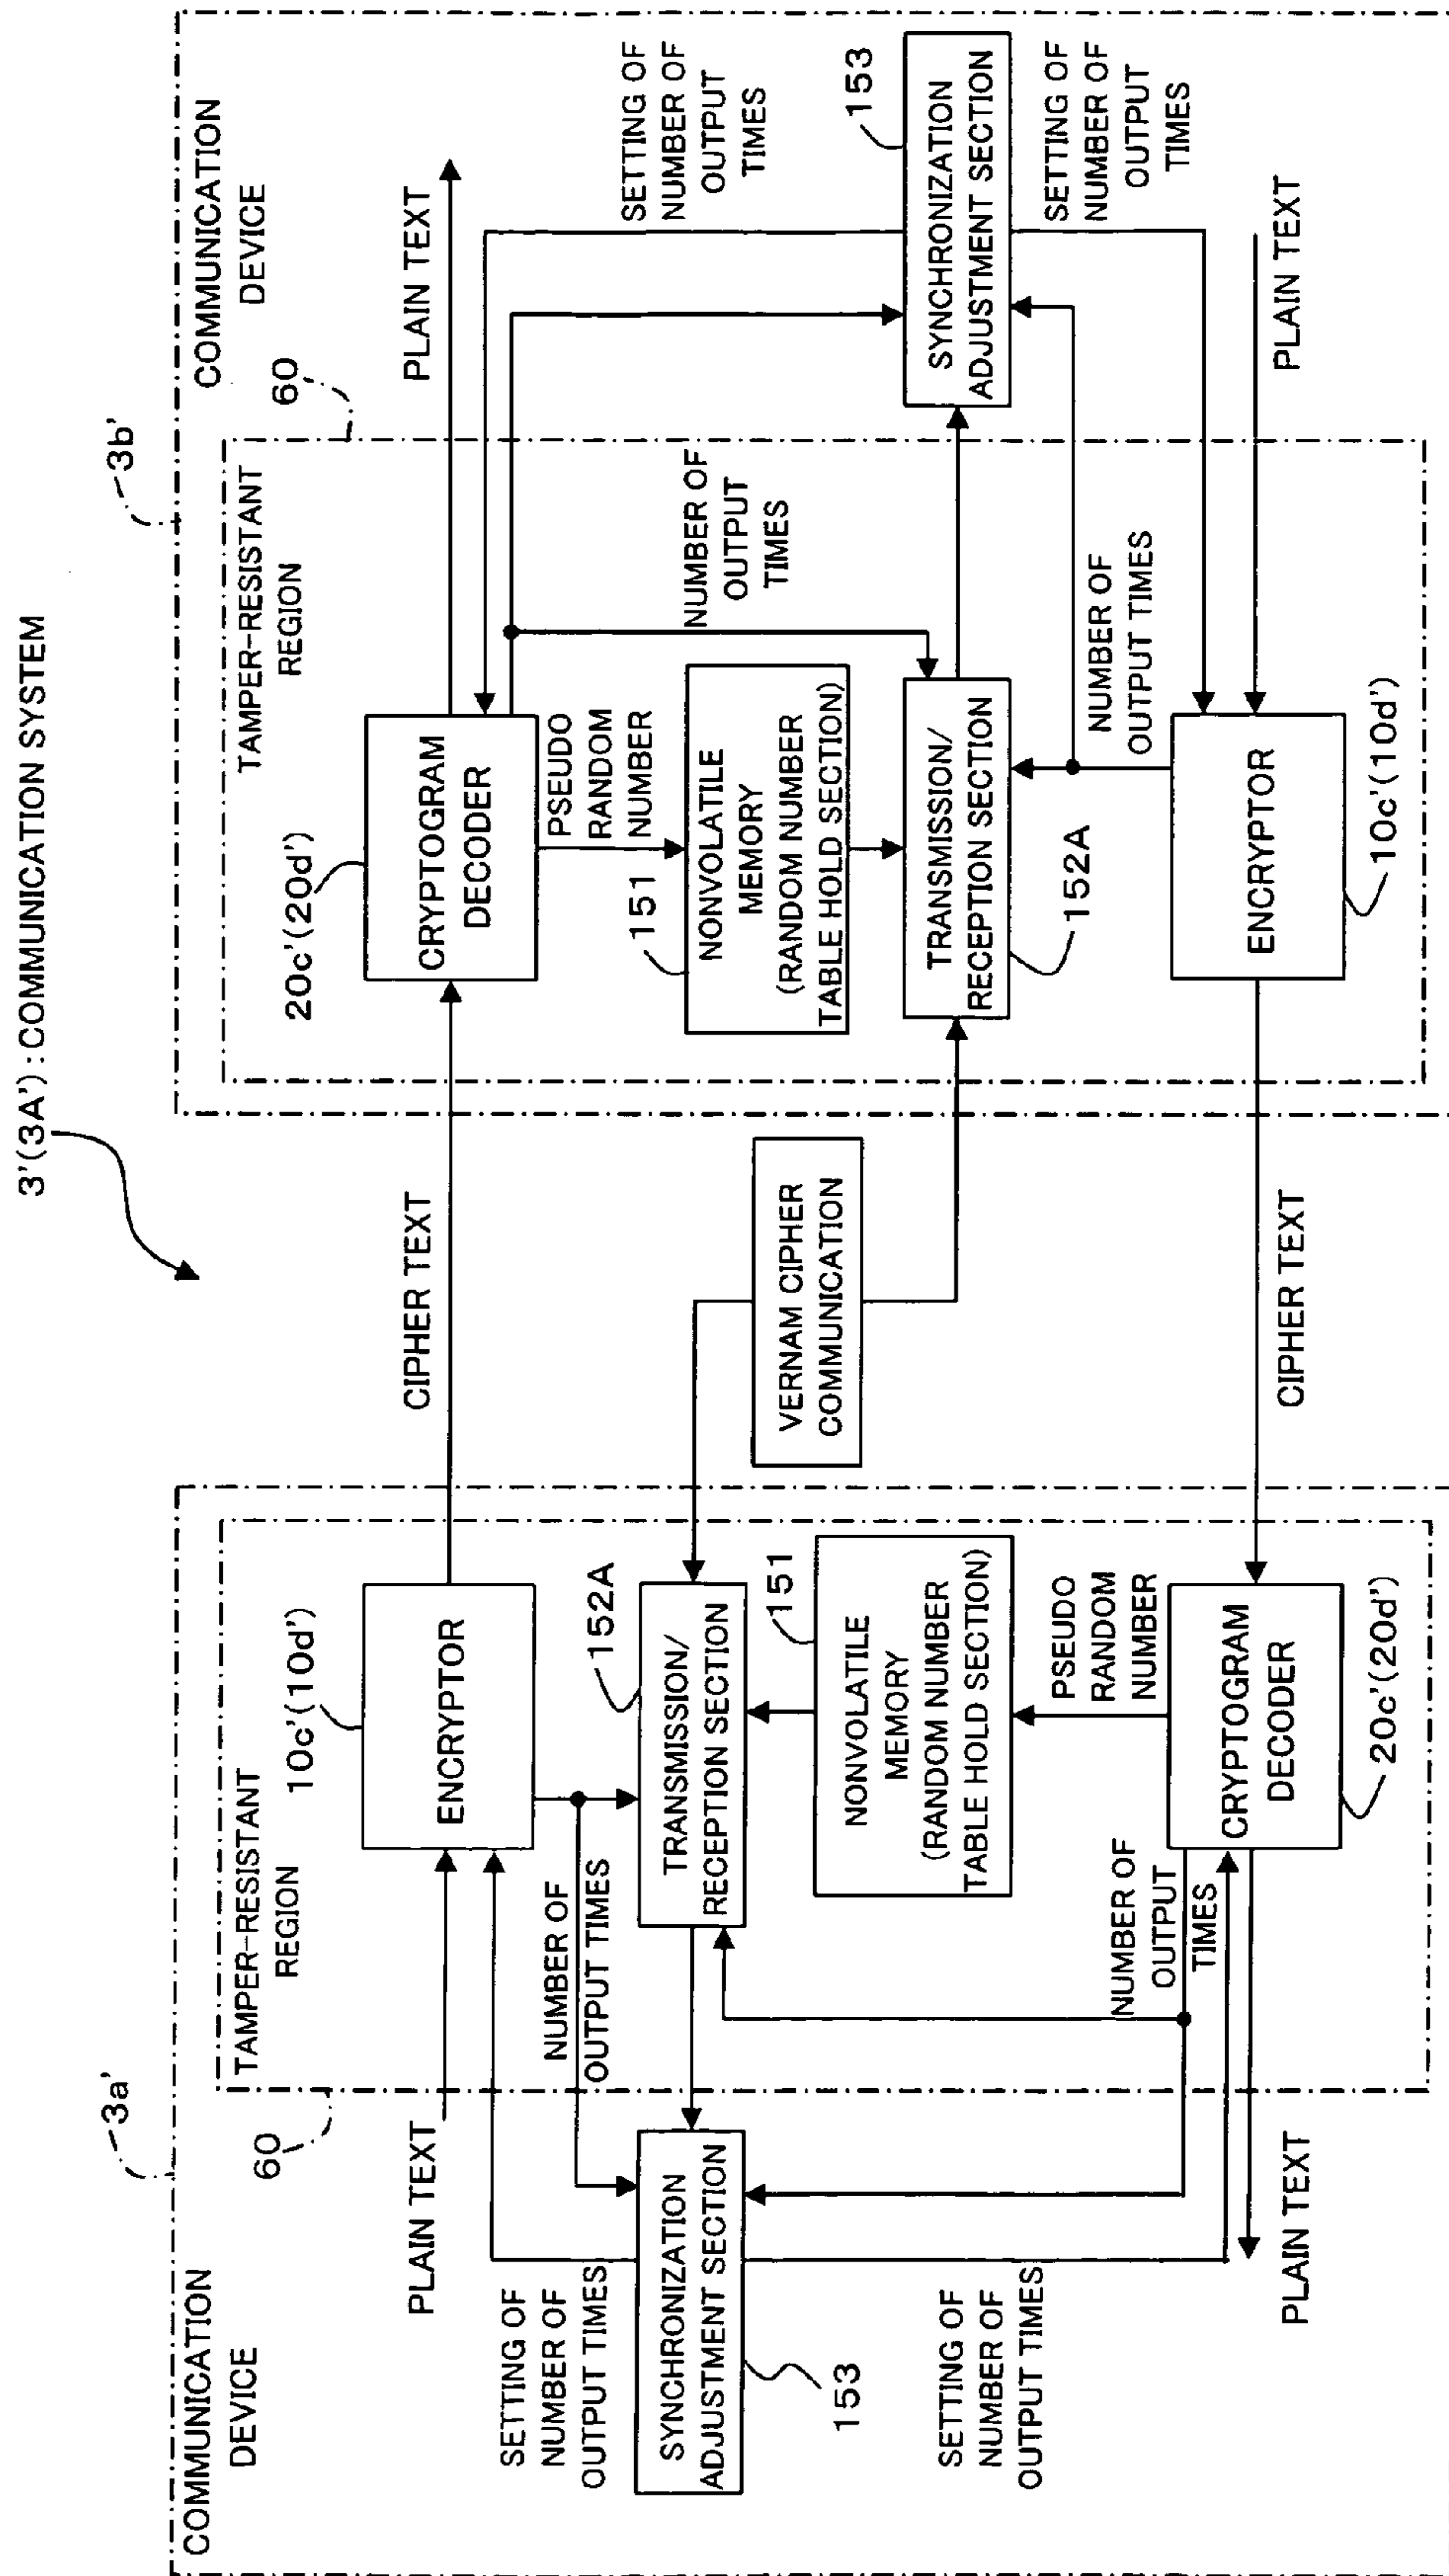 3'(3A') : COMMUNICATION SYSTEM
3a'
COMMUNICATION
DEVICE
60
TAMPER-RESISTANT
REGION
10c'(10d')
ENCRYPTOR
PLAIN TEXT
SETTING OF
NUMBER OF
OUTPUT TIMES
NUMBER OF
OUTPUT TIMES
152A
TRANSMISSION/
RECEPTION SECTION
SYNCHRONIZATION
ADJUSTMENT SECTION
153
151
NONVOLATILE
MEMORY
(RANDOM NUMBER
TABLE HOLD SECTION)
SETTING OF
NUMBER OF
OUTPUT TIMES
NUMBER OF
OUTPUT
TIMES
PSEUDO
RANDOM
NUMBER
CRYPTOGRAM
DECODER
20c'(20d')
PLAIN TEXT
CIPHER TEXT
VERNAM CIPHER
COMMUNICATION
CIPHER TEXT
3b'
COMMUNICATION
DEVICE
60
TAMPER-RESISTANT
REGION
20c'(20d')
CRYPTOGRAM
DECODER
PLAIN TEXT
PSEUDO
RANDOM
NUMBER
151
NONVOLATILE
MEMORY
(RANDOM NUMBER
TABLE HOLD SECTION)
NUMBER OF
OUTPUT
TIMES
SETTING OF
NUMBER OF
OUTPUT
TIMES
153
SYNCHRONIZATION
ADJUSTMENT SECTION
TRANSMISSION/
RECEPTION SECTION
152A
NUMBER OF
OUTPUT TIMES
SETTING OF
NUMBER OF
OUTPUT
TIMES
ENCRYPTOR
10c'(10d')
PLAIN TEXT